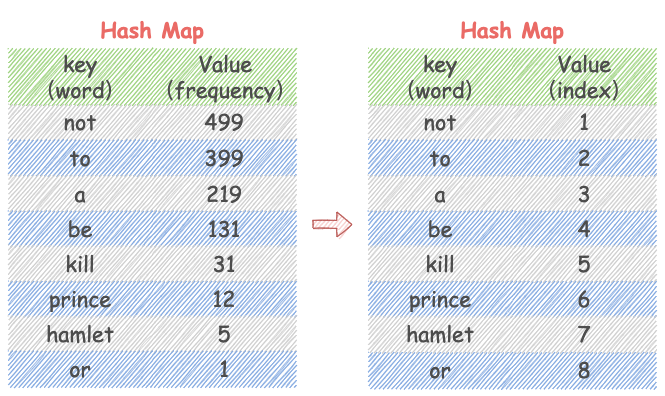 Hash Map
key Value
(word) (frequency)
not 499
to 399
a 219
be 131
kill 31
prince 12
hamlet 5
or 1
Hash Map
key Value
(word) (index)
not 1
to 2
a 3
be 4
kill 5
prince 6
hamlet 7
or 8